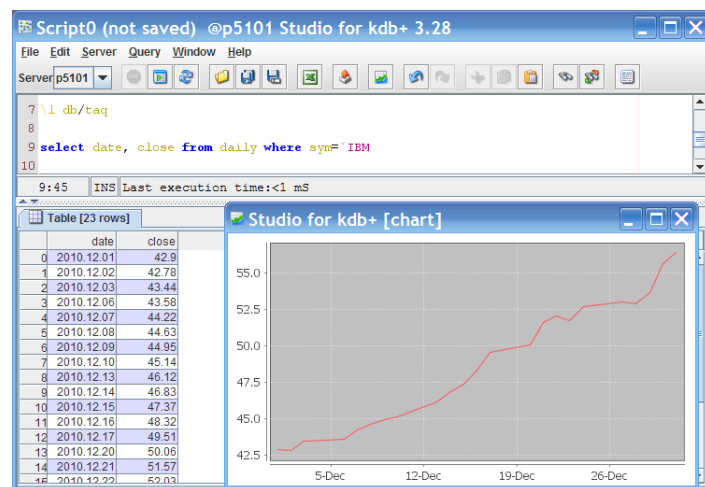 Script0 (not saved) @p5101 Studio for kdb+ 3.28
File Edit Server Query Window Help
Server p5101
7 \l db/taq
8
9 select date, close from daily where sym=`IBM
10
9:45 INS Last execution time:<1 mS
Table [23 rows]
date close
0 2010.12.01 42.9
1 2010.12.02 42.78
2 2010.12.03 43.44
3 2010.12.06 43.58
4 2010.12.07 44.22
5 2010.12.08 44.63
6 2010.12.09 44.95
7 2010.12.10 45.14
8 2010.12.13 46.12
9 2010.12.14 46.83
10 2010.12.15 47.37
11 2010.12.16 48.32
12 2010.12.17 49.51
13 2010.12.20 50.06
14 2010.12.21 51.57
15 2010.12.22 52.03
Studio for kdb+ [chart]
55.0
52.5
50.0
47.5
45.0
42.5
5-Dec 12-Dec 19-Dec 26-Dec